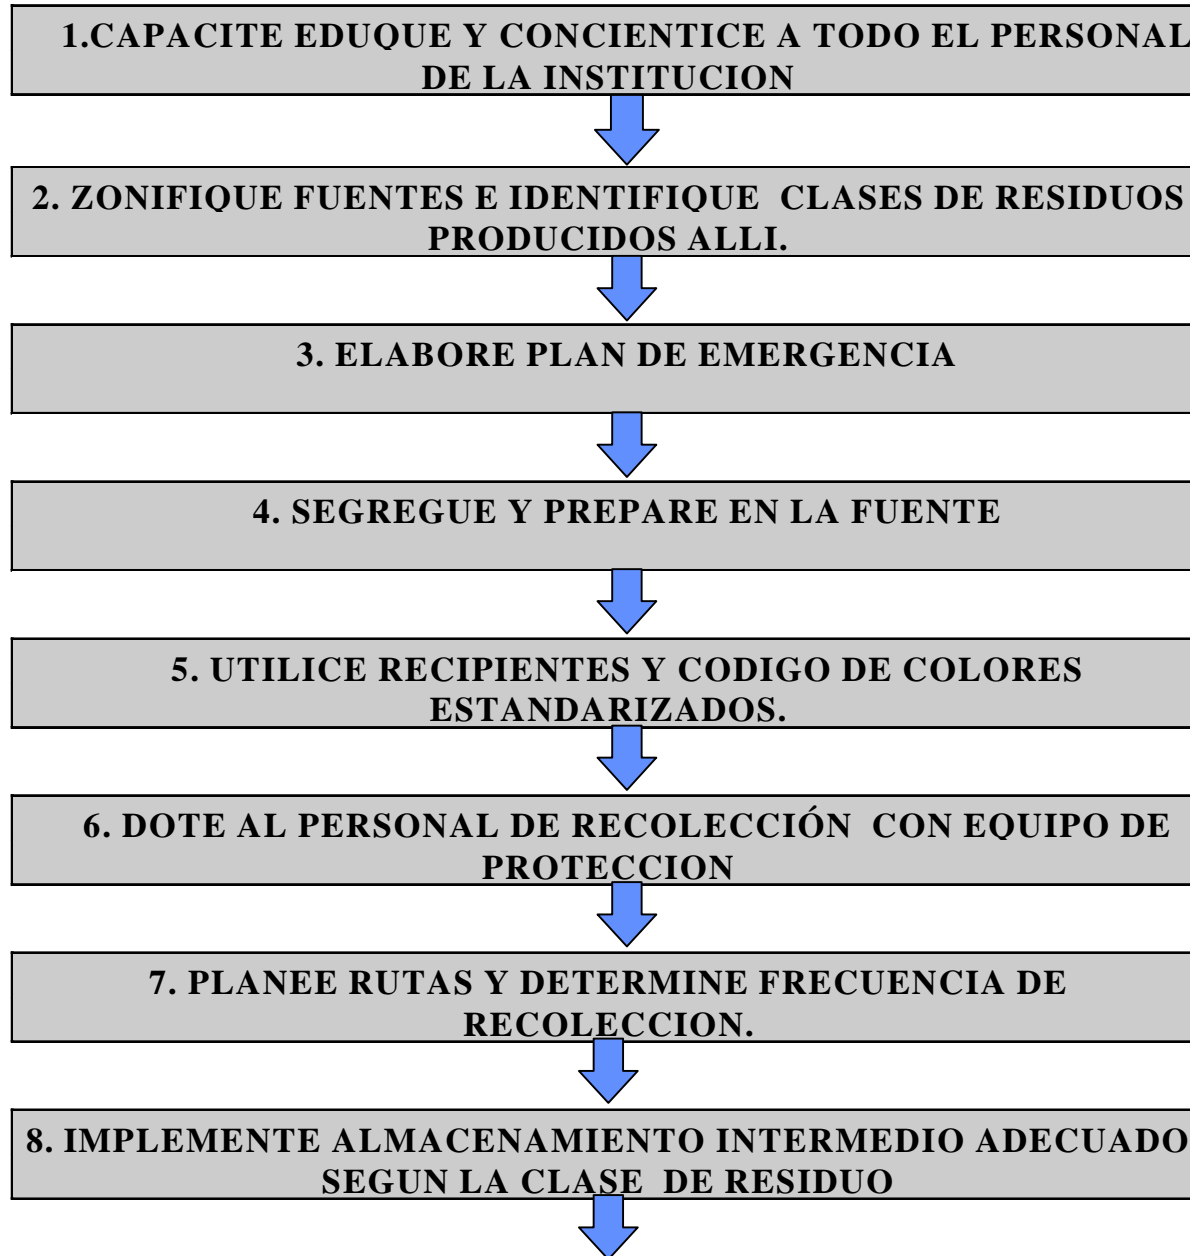 1.CAPACITE EDUQUE Y CONCIENTICE A TODO EL PERSONAL
DE LA INSTITUCION
2. ZONIFIQUE FUENTES E IDENTIFIQUE CLASES DE RESIDUOS
PRODUCIDOS ALLI.
3. ELABORE PLAN DE EMERGENCIA
4. SEGREGUE Y PREPARE EN LA FUENTE
5. UTILICE RECIPIENTES Y CODIGO DE COLORES
ESTANDARIZADOS.
6. DOTE AL PERSONAL DE RECOLECCIÓN CON EQUIPO DE
PROTECCION
7. PLANEE RUTAS Y DETERMINE FRECUENCIA DE
RECOLECCION.
8. IMPLEMENTE ALMACENAMIENTO INTERMEDIO ADECUADO
SEGUN LA CLASE DE RESIDUO